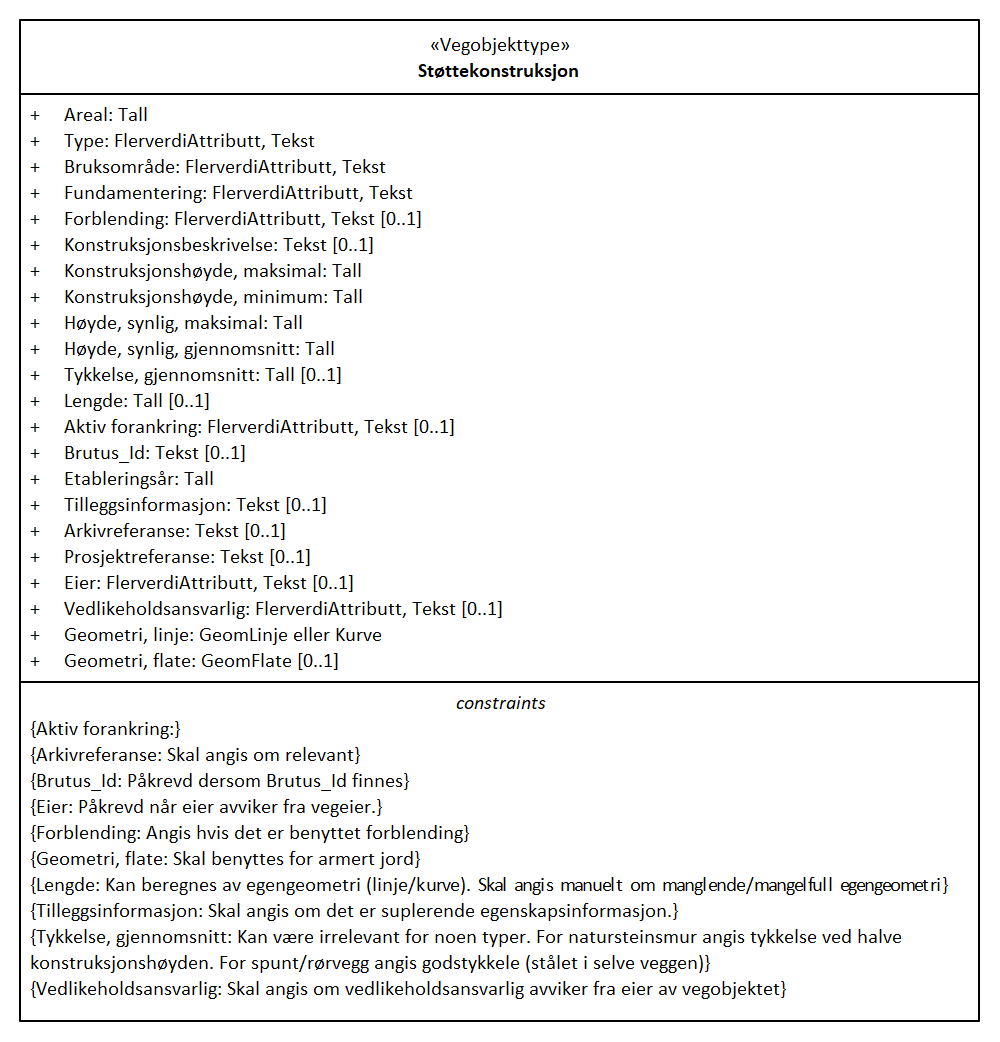 «Vegobjekttype»
Støttekonstruksjon
+ Areal: Tall
+ Type: FlerverdiAttributt, Tekst
+ Bruksområde: FlerverdiAttributt, Tekst
+ Fundamentering: FlerverdiAttributt, Tekst
+ Forblending: FlerverdiAttributt, Tekst [0..1]
+ Konstruksjonsbeskrivelse: Tekst [0..1]
+ Konstruksjonshøyde, maksimal: Tall
+ Konstruksjonshøyde, minimum: Tall
+ Høyde, synlig, maksimal: Tall
+ Høyde, synlig, gjennomsnitt: Tall
+ Tykkelse, gjennomsnitt: Tall [0..1]
+ Lengde: Tall [0..1]
+ Aktiv forankring: FlerverdiAttributt, Tekst [0..1]
+ Brutus_Id: Tekst [0..1]
+ Etableringsår: Tall
+ Tilleggsinformasjon: Tekst [0..1]
+ Arkivreferanse: Tekst [0..1]
+ Prosjektreferanse: Tekst [0..1]
+ Eier: FlerverdiAttributt, Tekst [0..1]
+ Vedlikeholdsansvarlig: FlerverdiAttributt, Tekst [0..1]
+ Geometri, linje: GeomLinje eller Kurve
+ Geometri, flate: GeomFlate [0..1]
constraints
{Aktiv forankring:}
{Arkivreferanse: Skal angis om relevant}
{Brutus_Id: Påkrevd dersom Brutus_Id finnes}
{Eier: Påkrevd når eier avviker fra vegeier.}
{Forblending: Angis hvis det er benyttet forblending}
{Geometri, flate: Skal benyttes for armert jord}
{Lengde: Kan beregnes av egengeometri (linje/kurve). Skal angis manuelt om manglende/mangelfull egengeometri}
{Tilleggsinformasjon: Skal angis om det er suplerende egenskapsinformasjon.}
{Tykkelse, gjennomsnitt: Kan være irrelevant for noen typer. For natursteinsmur angis tykkelse ved halve
konstruksjonshøyden. For spunt/rørvegg angis godstykkele (stålet i selve veggen)}
{Vedlikeholdsansvarlig: Skal angis om vedlikeholdsansvarlig avviker fra eier av vegobjektet}